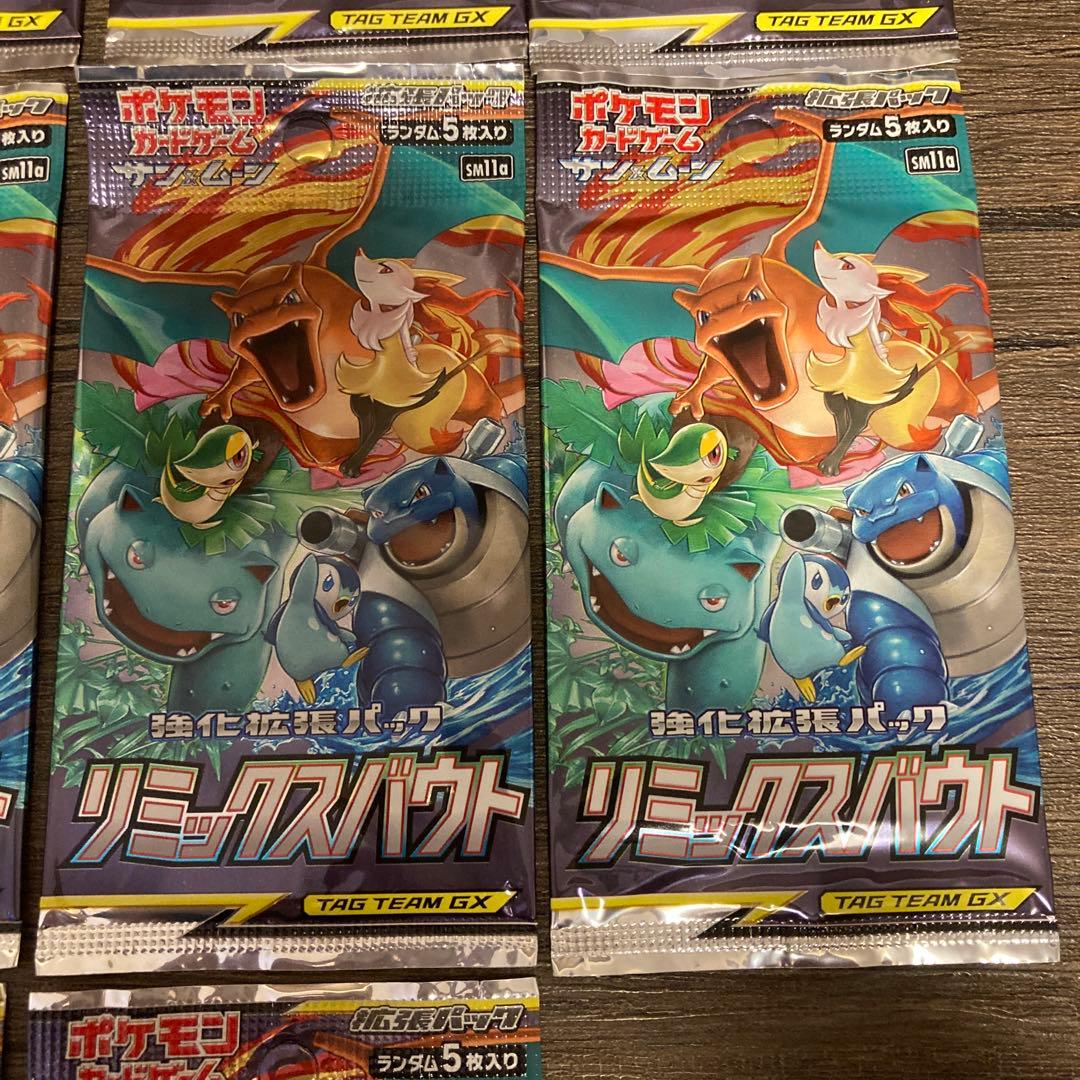 TAG TEAM GX
TAG TEAM GX
枚入り
SM11a
ポケモン
カードゲーム
サン&ムーン
拡張パック
ランダム5枚入り
SM11a
強化拡張パック
リミックスバウト
TAG TEAM GX
ポケモン
カードゲーム
サン&ムーン
拡張パック
ランダム5枚入り
SM11a
強化拡張パック
リミックスバウト
TAG TEAM GX
ト
ポケモン
カードゲーム
拡張パック
ランダム5枚入り